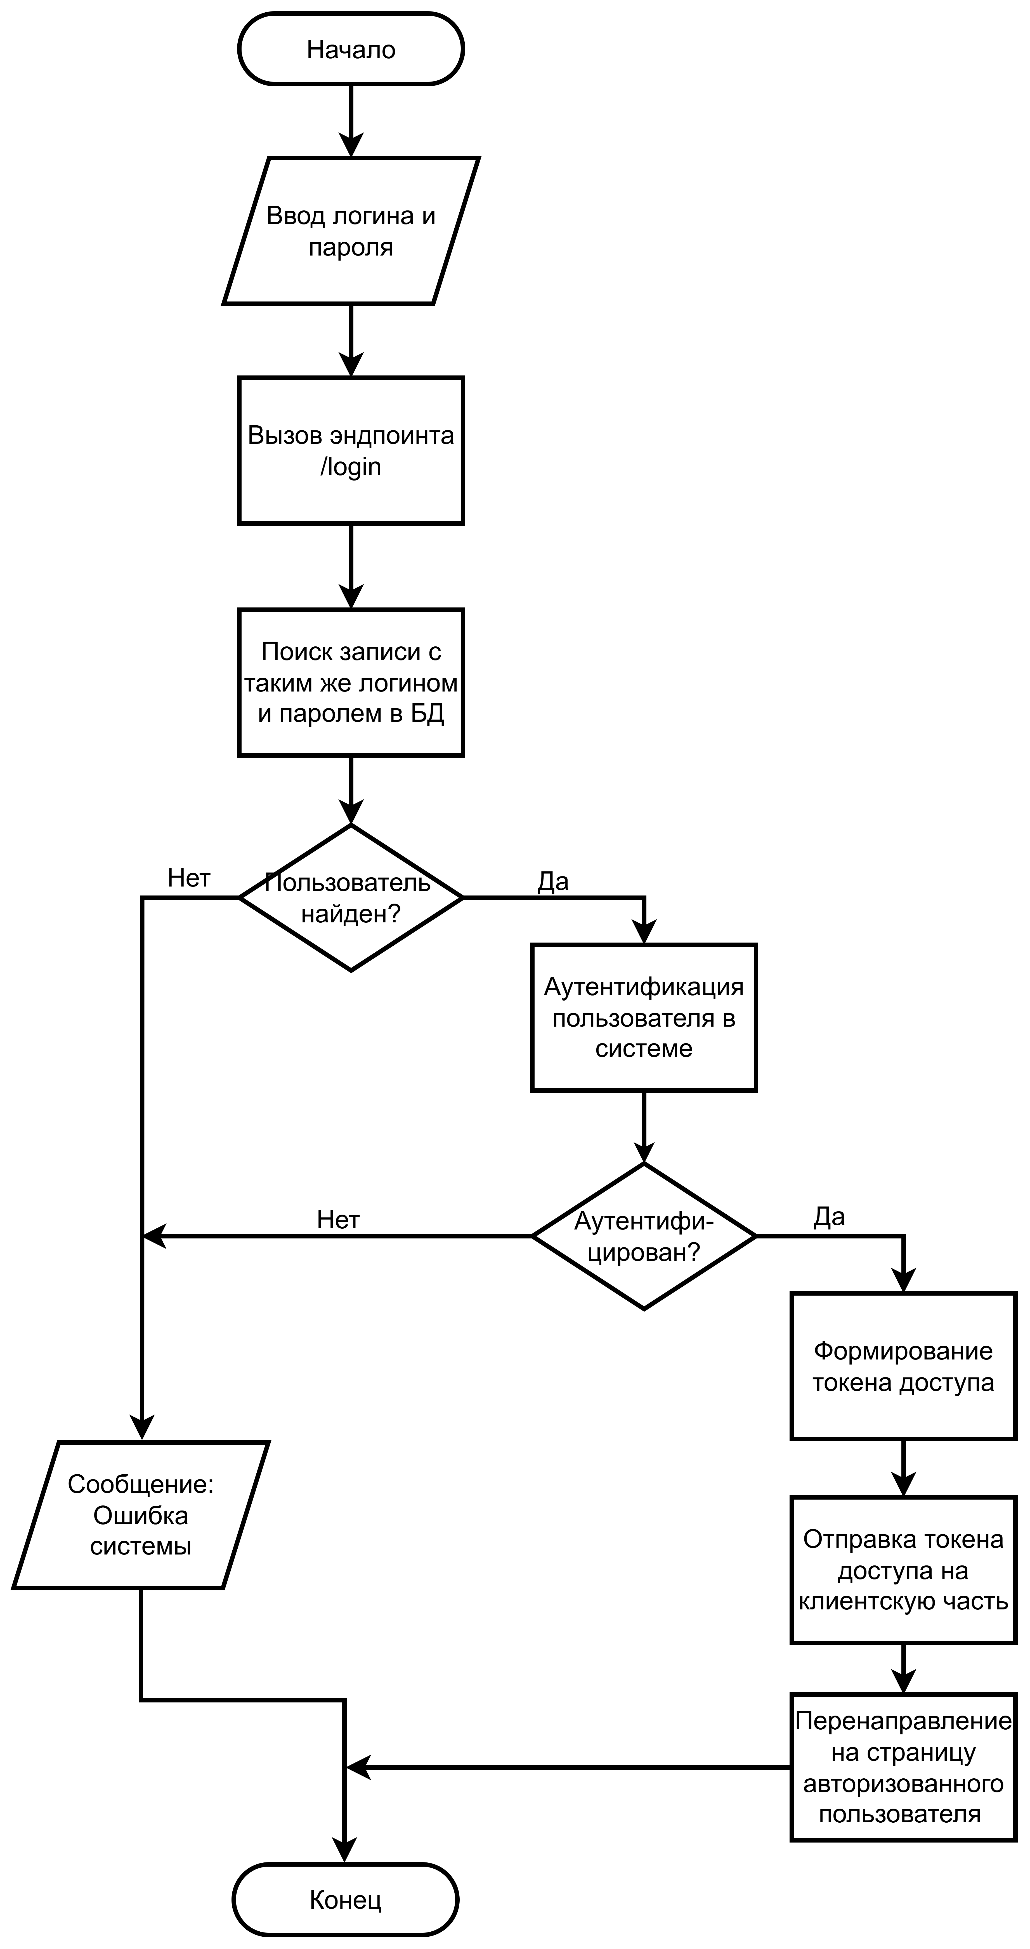 Начало
Ввод логина и
пароля
Вызов эндпоинта
/login
Поиск записи с
таким же логином
и паролем в БД
Нет
Пользователь
найден?
Да
Аутентификация
пользователя в
системе
Нет
Аутентифи-
цирован?
Да
Формирование
токена доступа
Сообщение:
Ошибка
системы
Отправка токена
доступа на
клиентскую часть
Перенаправление
на страницу
авторизованного
пользователя
Конец